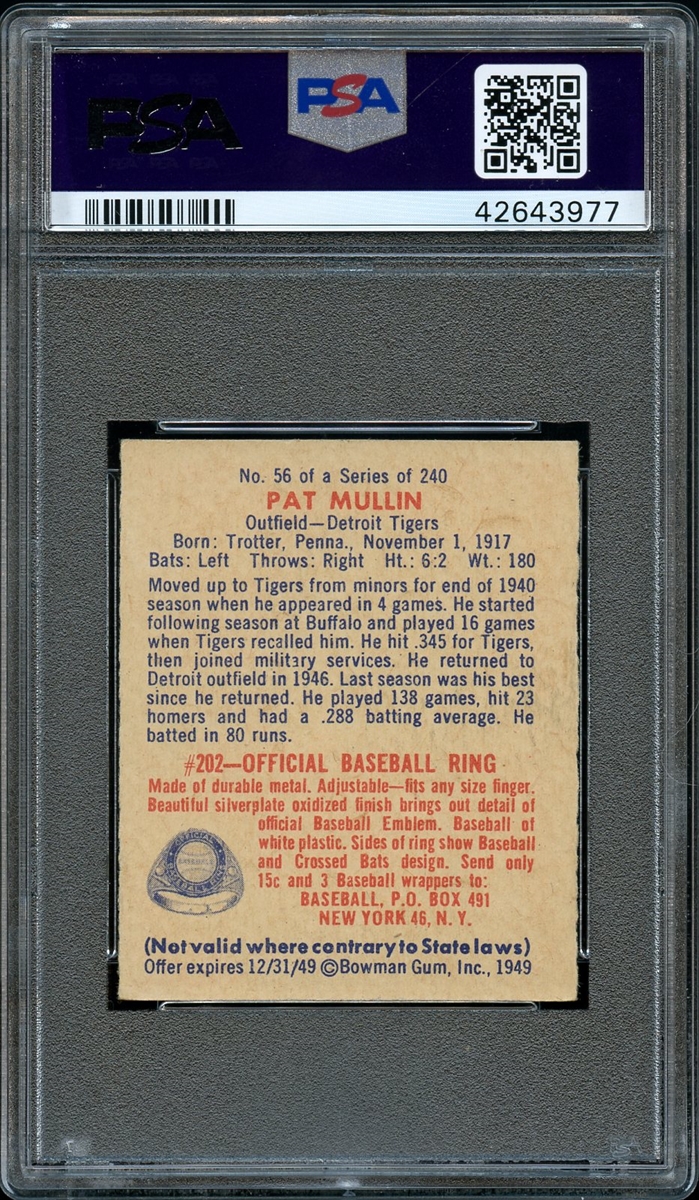 PSA
PSA
42643977
No. 56 of a Series of 240
PAT MULLIN
Outfield—Detroit Tigers
Born: Trotter, Penna., November 1, 1917
Bats: Left Throws: Right Ht.: 6:2 Wt.: 180
Moved up to Tigers from minors for end of 1940
season when he appeared in 4 games. He started
following season at Buffalo and played 16 games
when Tigers recalled him. He hit .345 for Tigers,
then joined military services. He returned to
Detroit outfield in 1946. Last season was his best
since he returned. He played 138 games, hit 23
homers and had a .288 batting average. He
batted in 80 runs.
#202—OFFICIAL BASEBALL RING
Made of durable metal. Adjustable—fits any size finger.
Beautiful silverplate oxidized finish brings out detail of
official Baseball Emblem. Baseball of
white plastic. Sides of ring show Baseball
and Crossed Bats design. Send only
15c and 3 Baseball wrappers to:
BASEBALL, P.O. BOX 491
NEW YORK 46, N. Y.
OFFICIAL
BASEBALL
(Not valid where contrary to State laws)
Offer expires 12/31/49 ©Bowman Gum, Inc., 1949